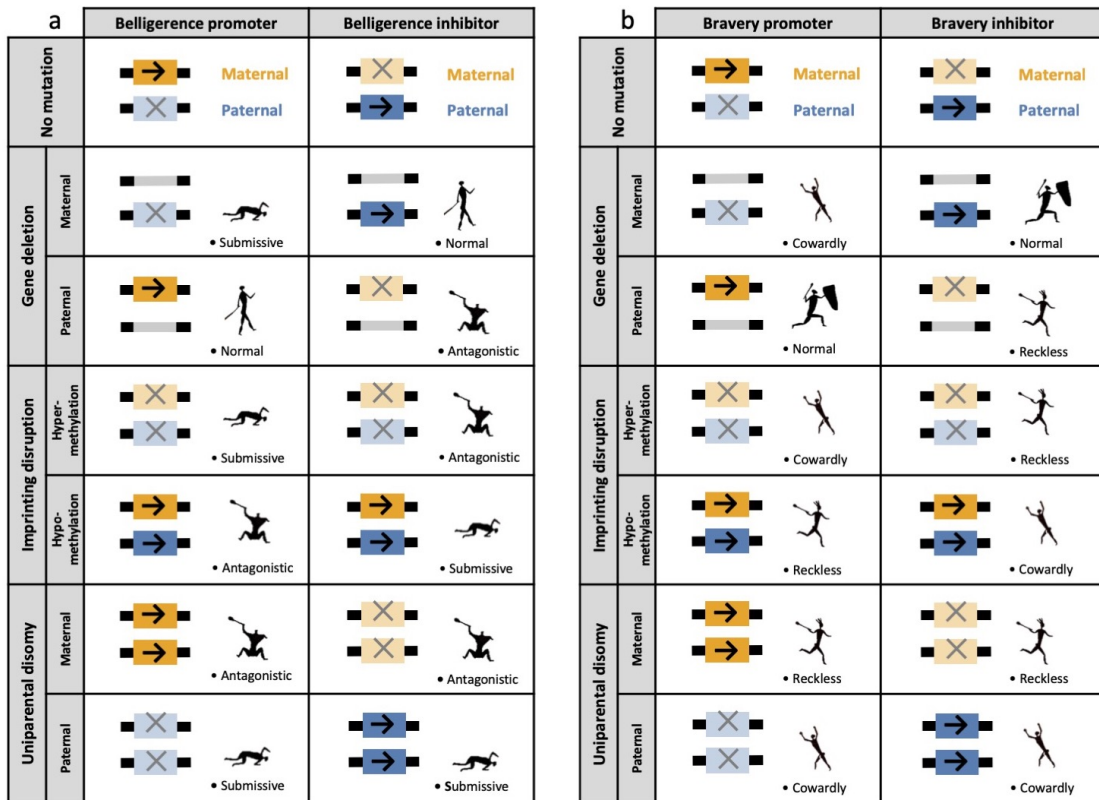 a
Belligerence promoter
Belligerence inhibitor
No mutation
Maternal
Paternal
Maternal
Paternal
Gene deletion
Maternal
• Submissive
• Normal
Paternal
• Normal
• Antagonistic
Imprinting disruption
Hyper-
methylation
• Submissive
• Antagonistic
Hypo-
methylation
• Antagonistic
• Submissive
Uniparental disomy
Maternal
• Antagonistic
• Antagonistic
Paternal
• Submissive
• Submissive
b
Bravery promoter
Bravery inhibitor
No mutation
Maternal
Paternal
Maternal
Paternal
Gene deletion
Maternal
• Cowardly
• Normal
Paternal
• Normal
• Reckless
Imprinting disruption
Hyper-
methylation
• Cowardly
• Reckless
Hypo-
methylation
• Reckless
• Cowardly
Uniparental disomy
Maternal
• Reckless
• Reckless
Paternal
• Cowardly
• Cowardly